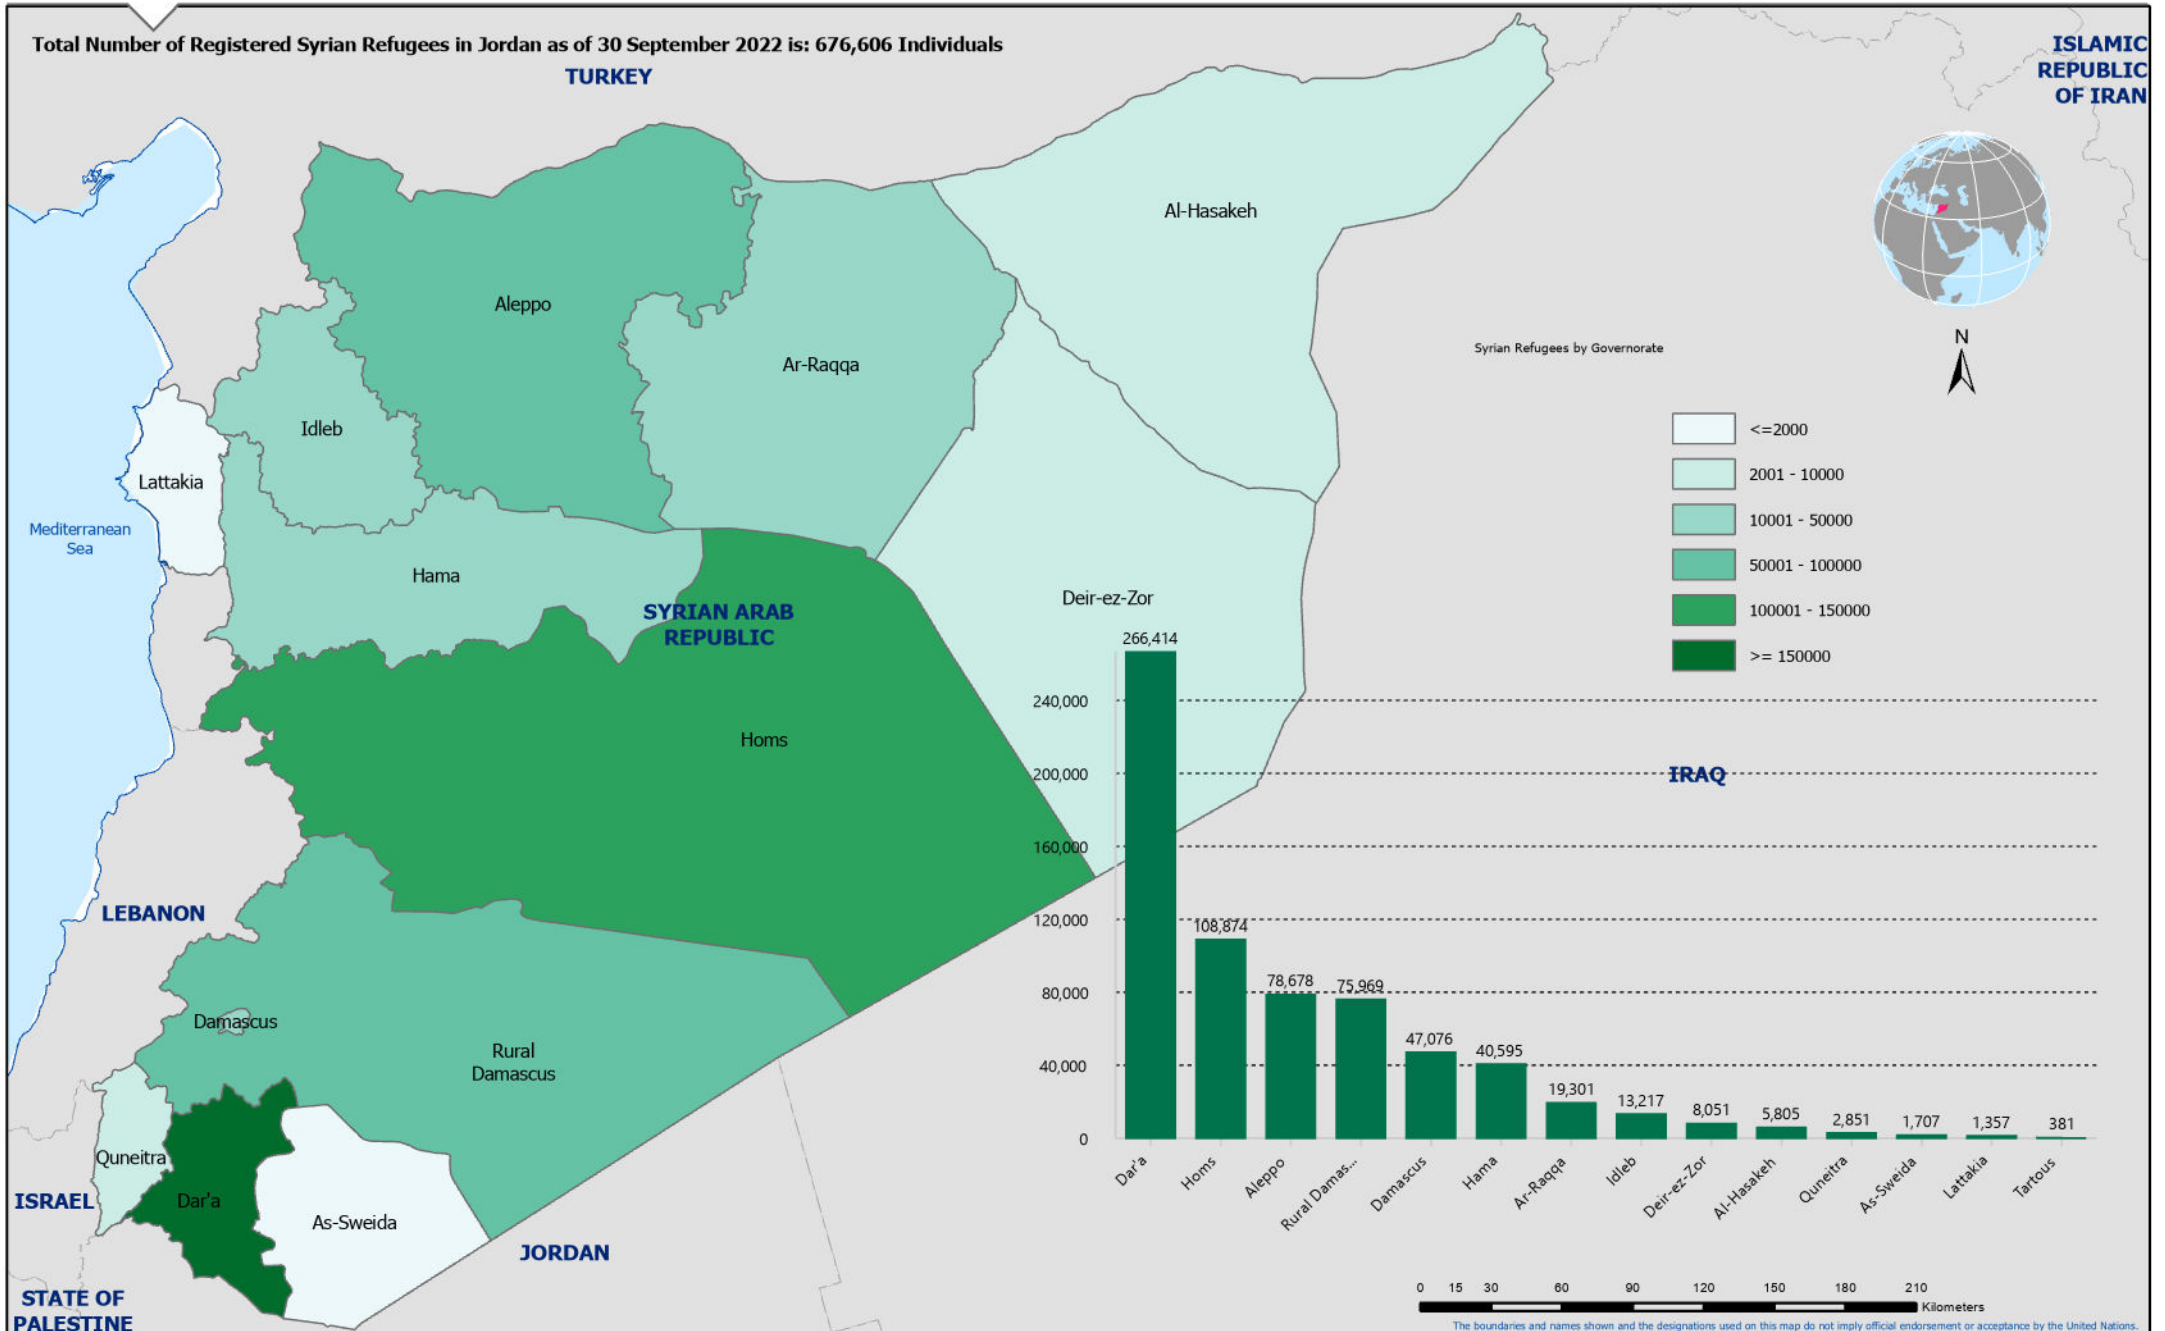 Total Number of Registered Syrian Refugees in Jordan as of 30 September 2022 is: 676,606 Individuals
TURKEY
ISLAMIC
REPUBLIC
OF IRAN
Al-Hasakeh
Aleppo
Ar-Raqqa
N
Syrian Refugees by Governorate
Idleb
<=2000
Lattakia
2001 - 10000
10001 - 50000
50001 - 100000
100001 - 150000
>= 150000
Mediterranean
Sea
Hama
Deir-ez-Zor
SYRIAN ARAB
REPUBLIC
Homs
IRAQ
LEBANON
Damascus
Rural
Damascus
Quneitra
ISRAEL
Dar'a
As-Sweida
JORDAN
STATE OF
PALESTINE
266,414
240,000
200,000
160,000
120,000
108,874
80,000
78,678
75,969
47,076
40,000
40,595
19,301
13,217
8,051
5,805
2,851
1,707
1,357
381
0
Dar'a
Homs
Aleppo
Rural Damas...
Damascus
Hama
Ar-Raqqa
Idleb
Deir-ez-Zor
Al-Hasakeh
Quneitra
As-Sweida
Lattakia
Tartous
0 15 30 60 90 120 150 180 210
Kilometers
The boundaries and names shown and the designations used on this map do not imply official endorsement or acceptance by the United Nations.